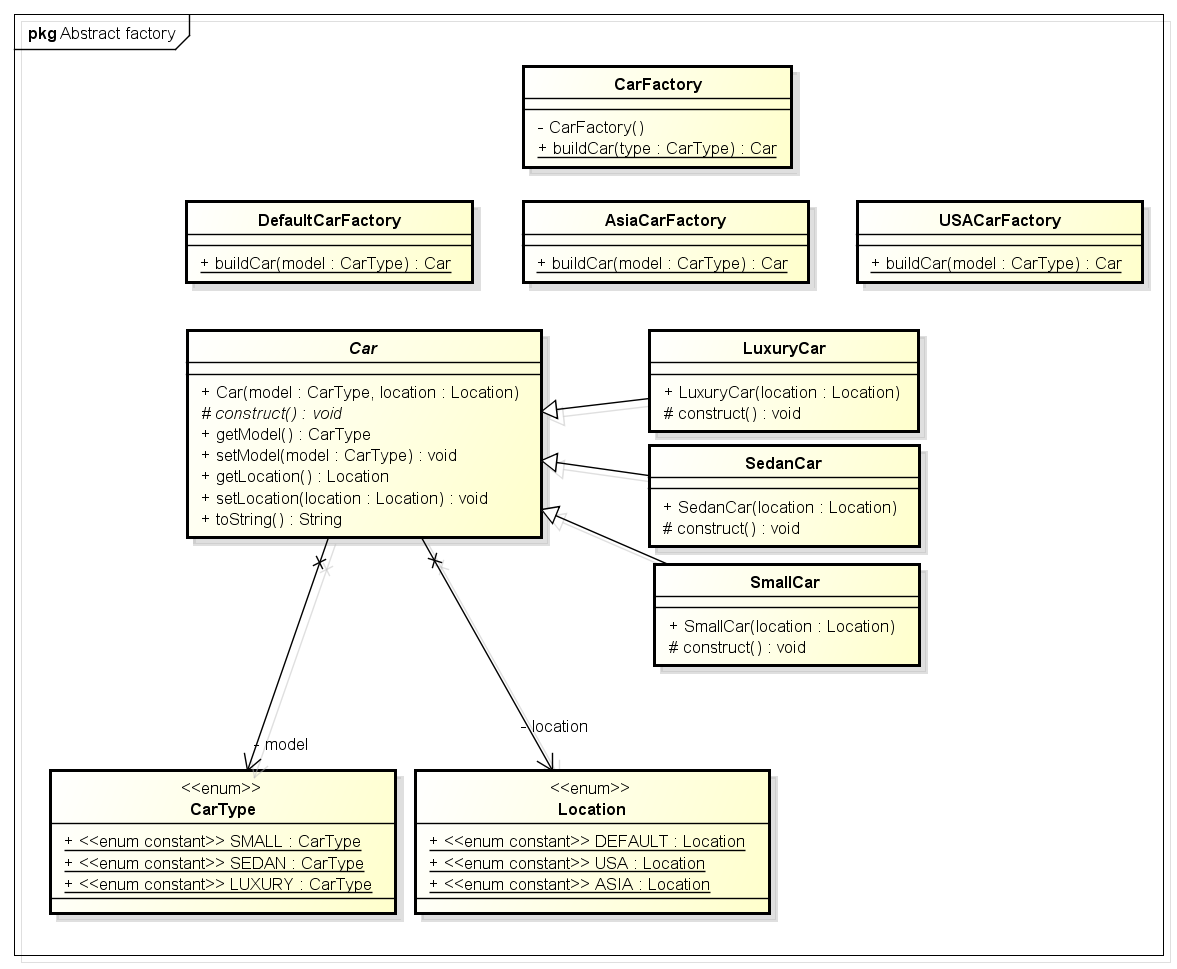 pkg Abstract factory
CarFactory
- CarFactory()
+ buildCar(type : CarType) : Car
DefaultCarFactory
+ buildCar(model : CarType) : Car
AsiaCarFactory
+ buildCar(model : CarType) : Car
USACarFactory
+ buildCar(model : CarType) : Car
Car
+ Car(model : CarType, location : Location)
# construct() : void
+ getModel() : CarType
+ setModel(model : CarType) : void
+ getLocation() : Location
+ setLocation(location : Location) : void
+ toString() : String
LuxuryCar
+ LuxuryCar(location : Location)
# construct() : void
SedanCar
+ SedanCar(location : Location)
# construct() : void
SmallCar
+ SmallCar(location : Location)
# construct() : void
- location
- model
<<enum>>
CarType
+ <<enum constant>> SMALL : CarType
+ <<enum constant>> SEDAN : CarType
+ <<enum constant>> LUXURY : CarType
<<enum>>
Location
+ <<enum constant>> DEFAULT : Location
+ <<enum constant>> USA : Location
+ <<enum constant>> ASIA : Location